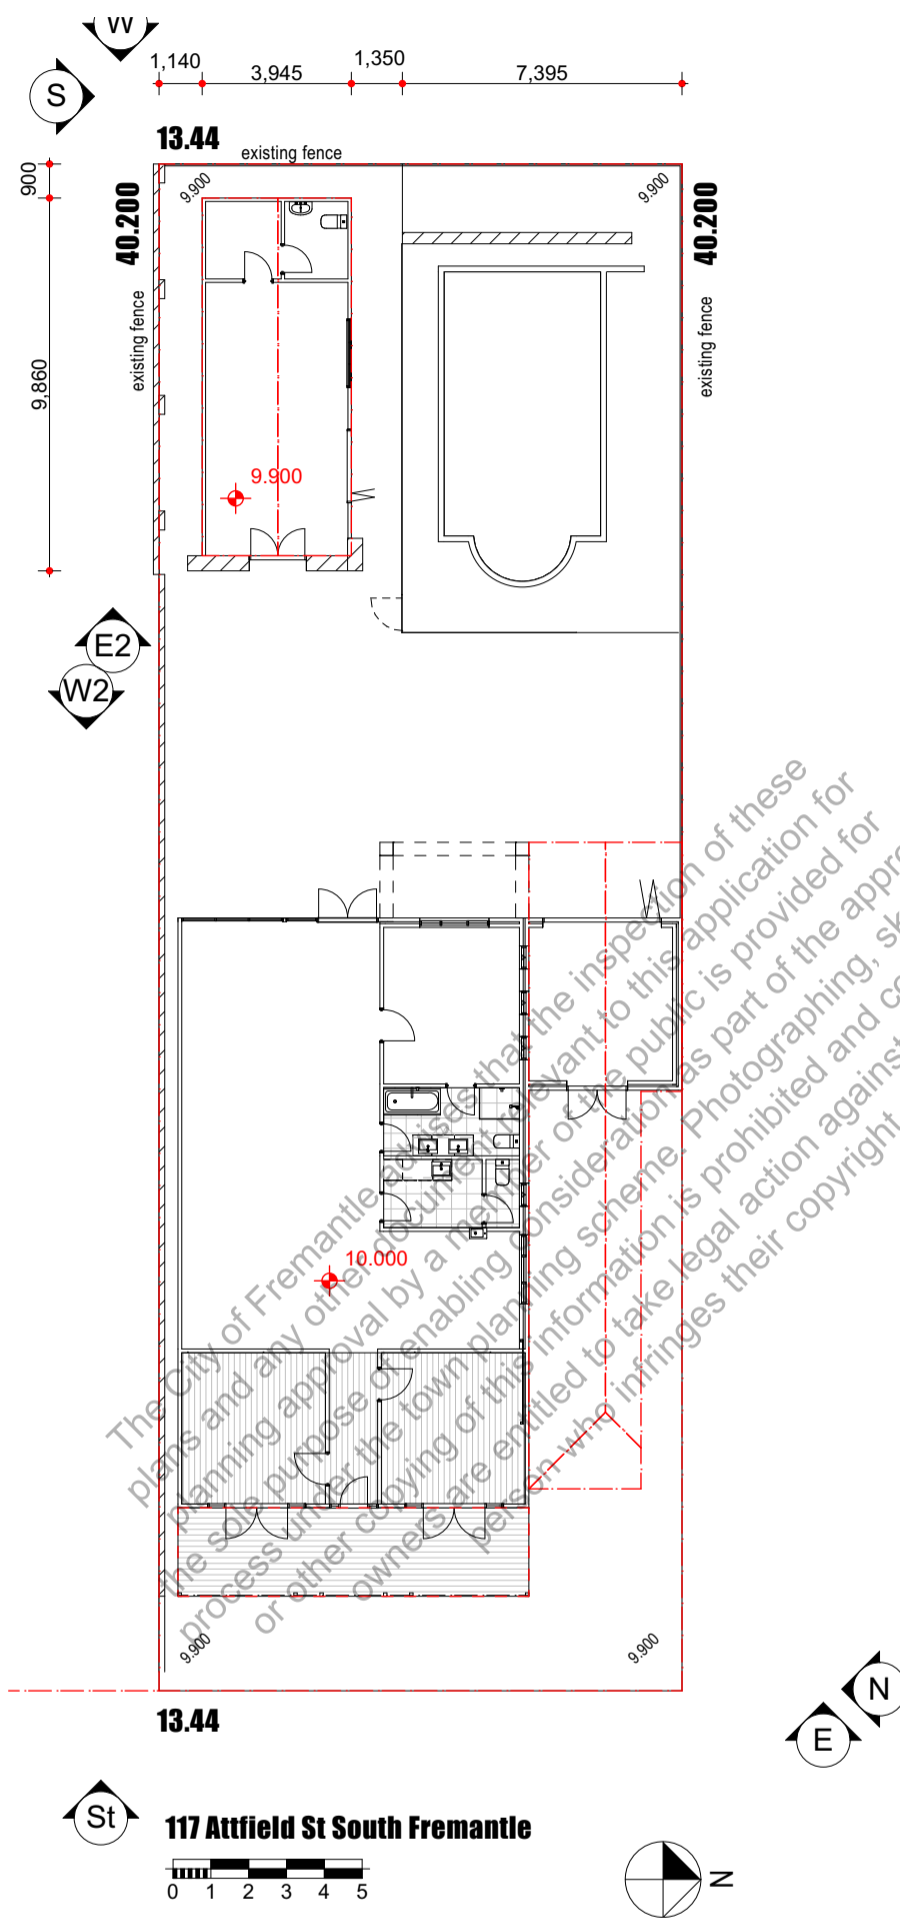 W
1,140
3,945
1,350
7,395
S
13.44
existing fence
900
9.900
9.900
40.200
40.200
existing fence
existing fence
9,860
9.900
E2
W2
The City of Fremantle advises that the inspection of these
plans and any other document relevant to this application for
planning approval by a member of the public is provided for
the sole purpose of enabling consideration as part of the
process under the town planning scheme. Photographing,
or other copying of this information is prohibited and
owners are entitled to take legal action against
person who infringes their copyright
10.000
9.900
9.900
13.44
N
E
St
117 Attfield St South Fremantle
0 1 2 3 4 5
N